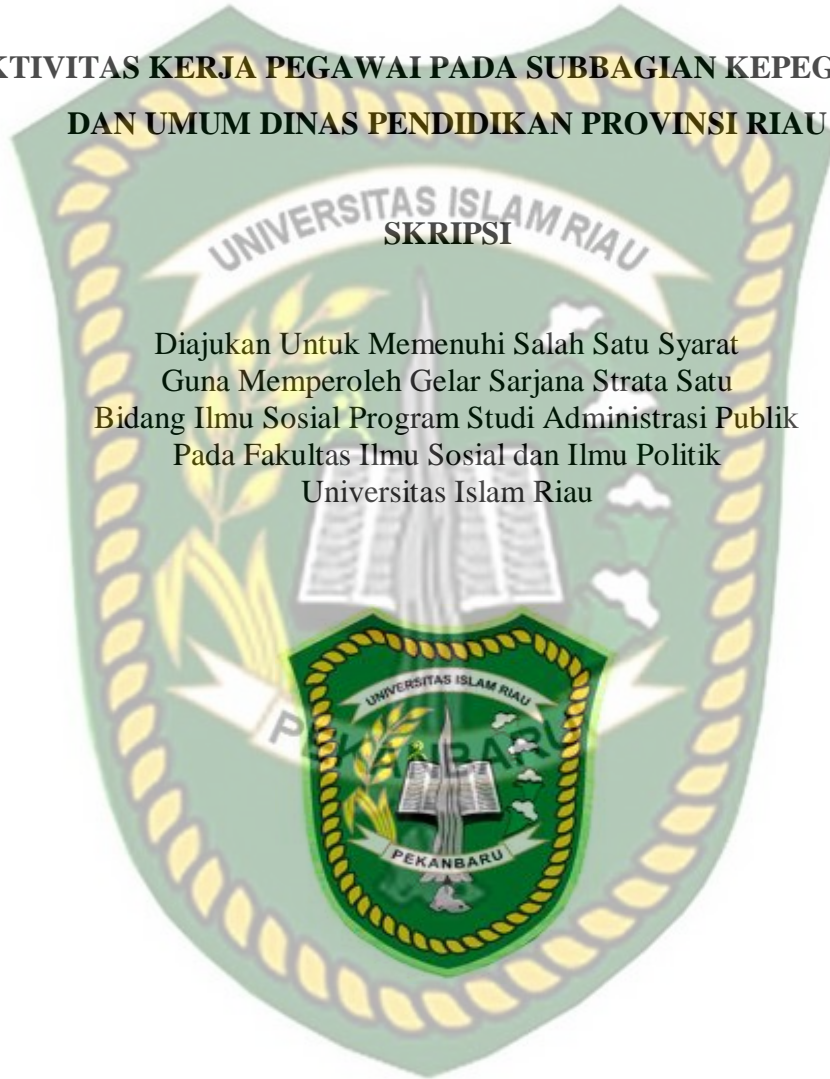 KTIVITAS KERJA PEGAWAI PADA SUBBAGIAN KEPEG
DAN UMUM DINAS PENDIDIKAN PROVINSI RIAU
UNIVERSITAS ISLAM RIAU
SKRIPSI
Diajukan Untuk Memenuhi Salah Satu Syarat
Guna Memperoleh Gelar Sarjana Strata Satu
Bidang Ilmu Sosial Program Studi Administrasi Publik
Pada Fakultas Ilmu Sosial dan Ilmu Politik
Universitas Islam Riau
UNIVERSITAS ISLAM RIAU
PEKANBARU
PEKANBARU